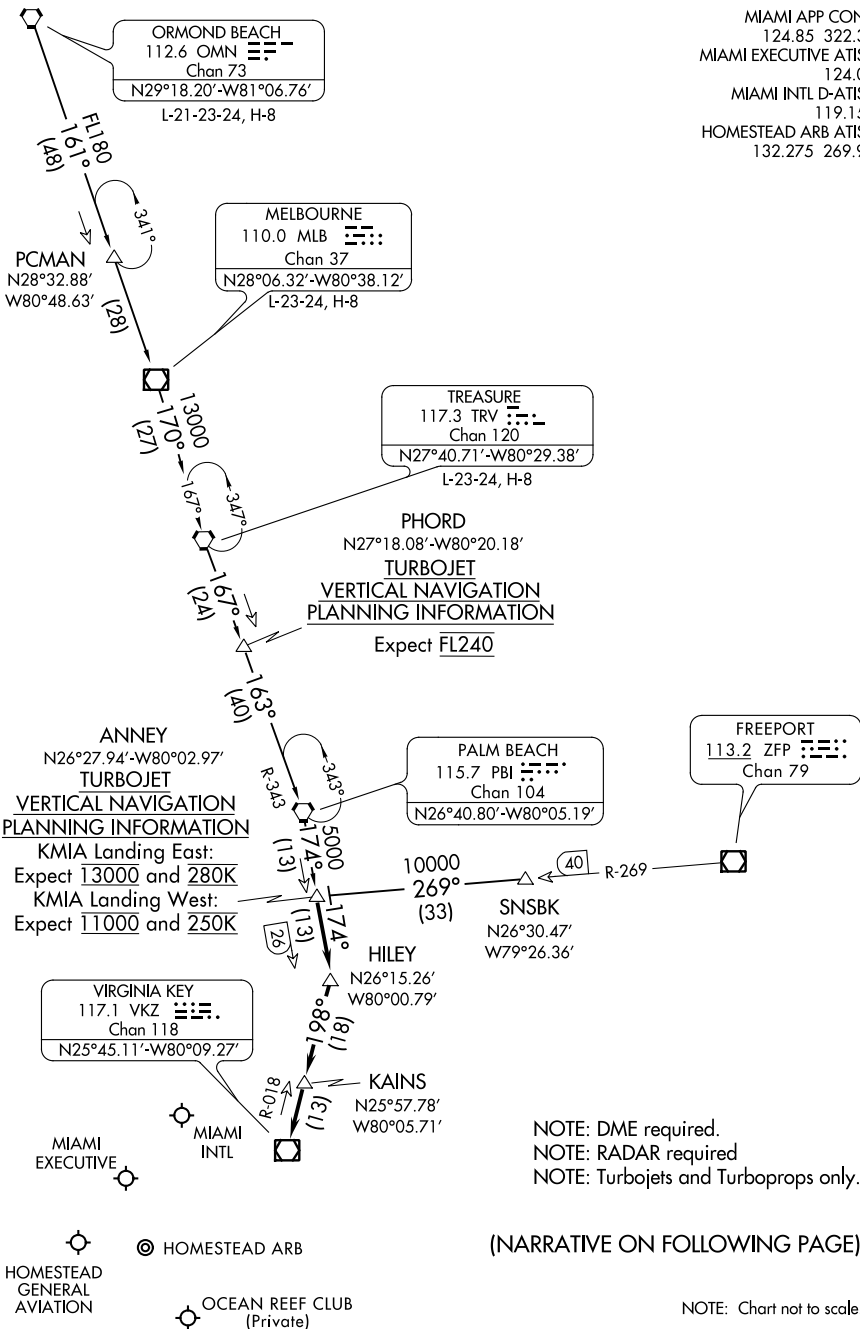 MIAMI APP CON
124.85 322.3
MIAMI EXECUTIVE ATIS
124.0
MIAMI INTL D-ATIS
119.15
HOMESTEAD ARB ATIS
132.275 269.9
ORMOND BEACH
112.6 OMN
Chan 73
N29°18.20′-W81°06.76′
L-21-23-24, H-8
FL180
161°
(48)
341°
PCMAN
N28°32.88′
W80°48.63′
(28)
MELBOURNE
110.0 MLB
Chan 37
N28°06.32′-W80°38.12′
L-23-24, H-8
13000
170°
(27)
TREASURE
117.3 TRV
Chan 120
N27°40.71′-W80°29.38′
L-23-24, H-8
167°
347°
167°
(24)
PHORD
N27°18.08′-W80°20.18′
TURBOJET
VERTICAL NAVIGATION
PLANNING INFORMATION
Expect FL240
163°
(40)
R-343
343°
ANNEY
N26°27.94′-W80°02.97′
TURBOJET
VERTICAL NAVIGATION
PLANNING INFORMATION
KMIA Landing East:
Expect 13000 and 280K
KMIA Landing West:
Expect 11000 and 250K
PALM BEACH
115.7 PBI
Chan 104
N26°40.80′-W80°05.19′
FREEPORT
113.2 ZFP
Chan 79
5000
174°
(13)
10000
269°
(33)
40
R-269
SNSBK
N26°30.47′
W79°26.36′
174°
(13)
26
HILEY
N26°15.26′
W80°00.79′
VIRGINIA KEY
117.1 VKZ
Chan 118
N25°45.11′-W80°09.27′
198°
(18)
R-018
(13)
KAINS
N25°57.78′
W80°05.71′
MIAMI
INTL
MIAMI
EXECUTIVE
NOTE: DME required.
NOTE: RADAR required
NOTE: Turbojets and Turboprops only.
HOMESTEAD ARB
(NARRATIVE ON FOLLOWING PAGE)
HOMESTEAD
GENERAL
AVIATION
OCEAN REEF CLUB
(Private)
NOTE: Chart not to scale